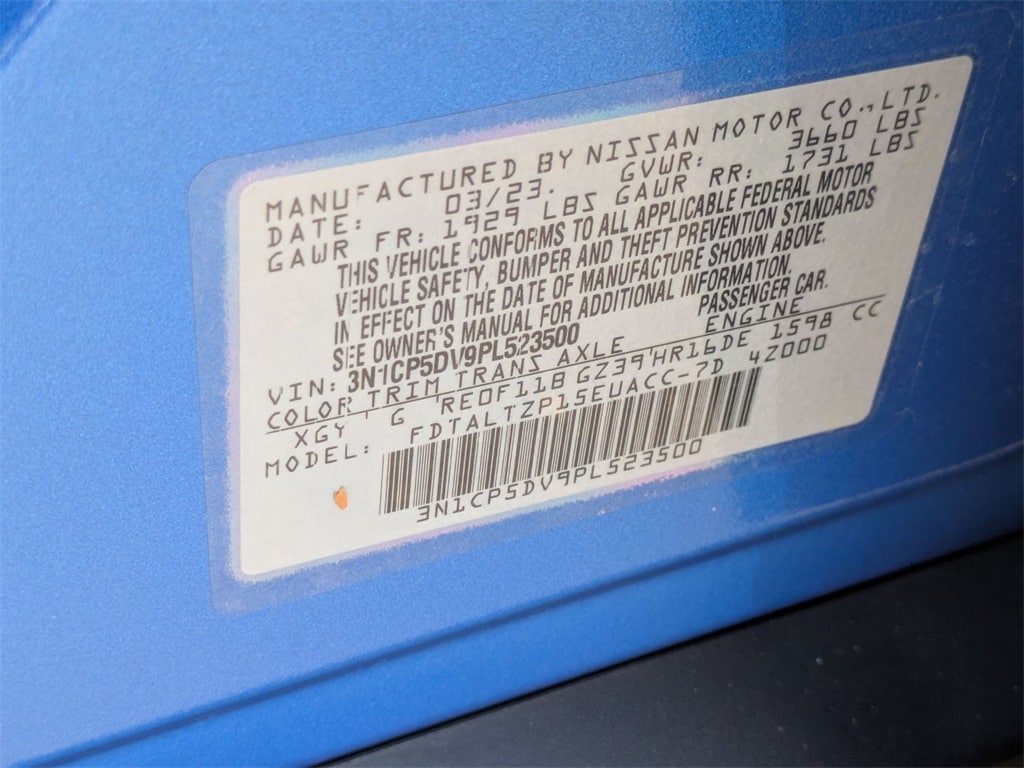 MANUFACTURED BY NISSAN MOTOR CO.,LTD.
DATE: 03/23. GVWR: 3660 LBS
GAWR FR: 1929 LBS GAWR RR: 1731 LBS
THIS VEHICLE CONFORMS TO ALL APPLICABLE FEDERAL MOTOR
VEHICLE SAFETY, BUMPER AND THEFT PREVENTION STANDARDS
IN EFFECT ON THE DATE OF MANUFACTURE SHOWN ABOVE.
SEE OWNER'S MANUAL FOR ADDITIONAL INFORMATION.
VIN: 3N1CP5DV9PL523500 PASSENGER CAR.
COLOR TRIM TRANS AXLE ENGINE
XGY G RE0F11B GZ39 HR16DE 1598 CC
MODEL: FDTALTZP15EUACC-7D 4Z000
3N1CP5DV9PL523500